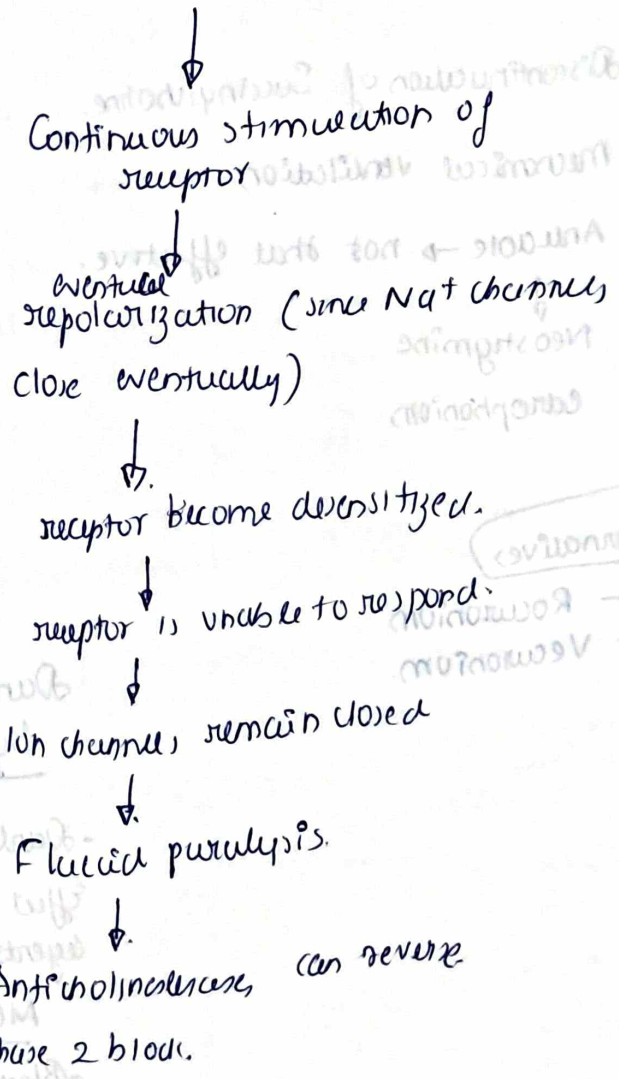 Continuous stimulation of
receptor
eventual
repolarization (since Na+ channels
close eventually)
receptor become desensitized.
receptor is unable to respond.
Ion channels remain closed
Flaccid paralysis.
Anticholinesterases can reverse
phase 2 block.